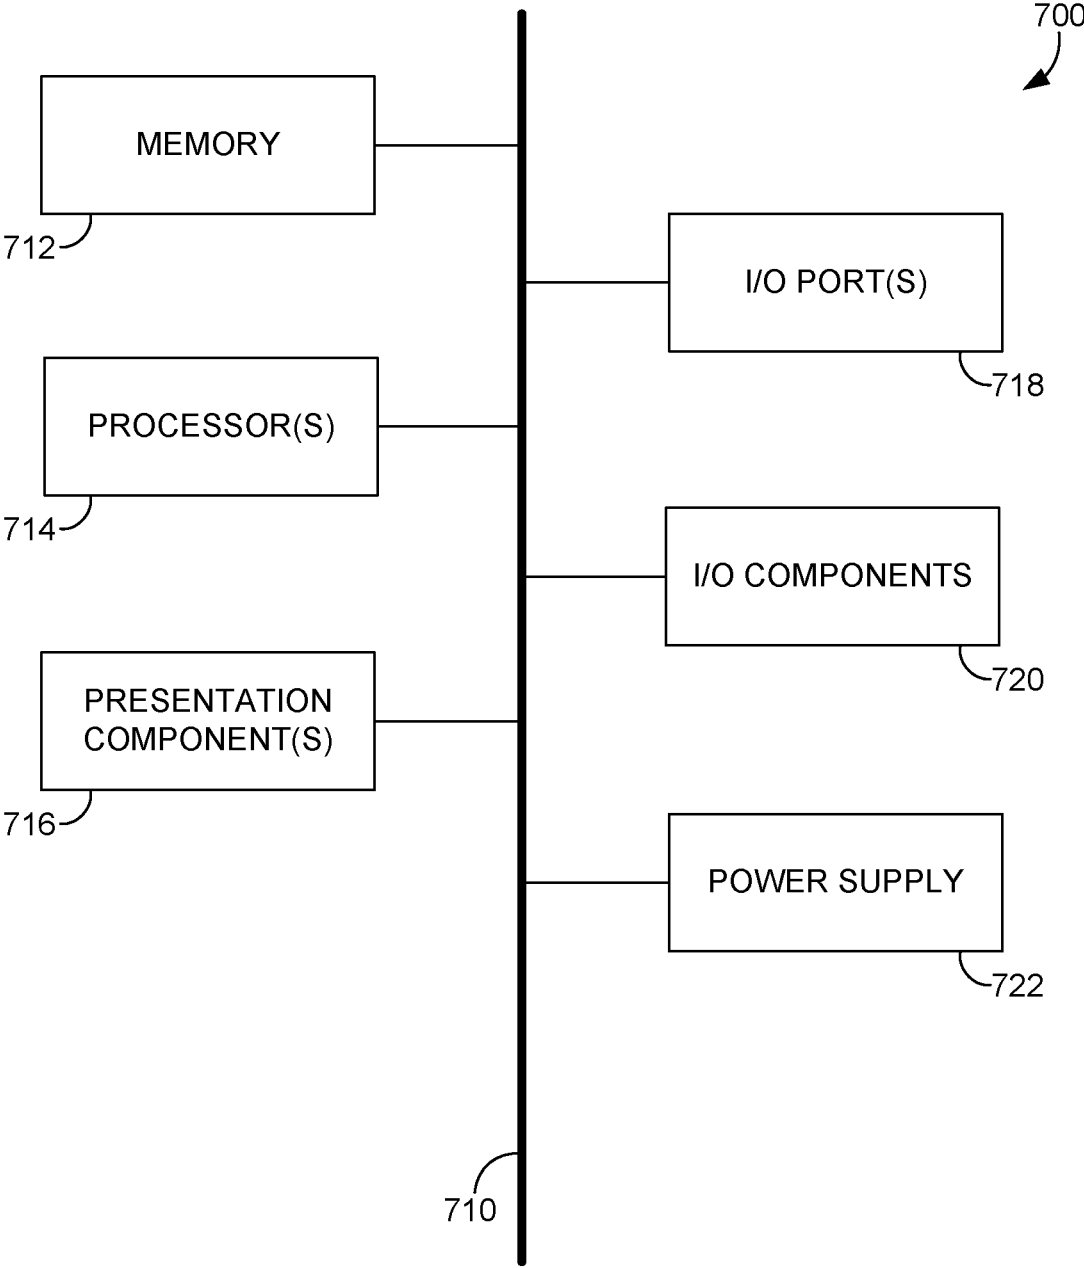 700
MEMORY
712
I/O PORT(S)
718
PROCESSOR(S)
714
I/O COMPONENTS
720
PRESENTATION
COMPONENT(S)
716
POWER SUPPLY
722
710